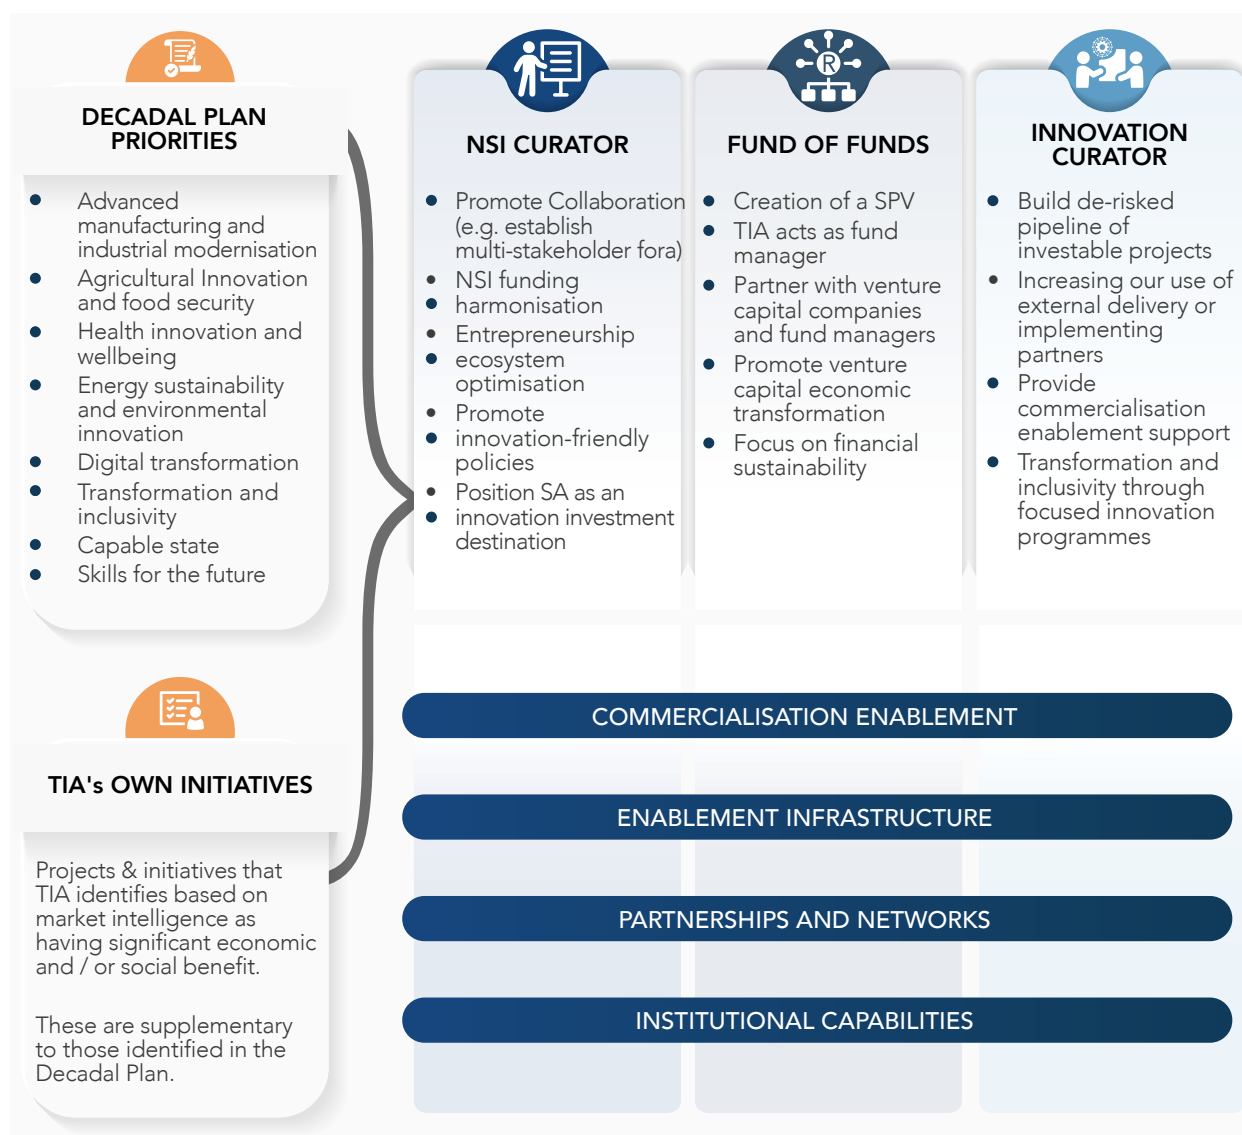 DECADAL PLAN
PRIORITIES
• Advanced
manufacturing and
industrial modernisation
• Agricultural Innovation
and food security
• Health innovation and
wellbeing
• Energy sustainability
and environmental
innovation
• Digital transformation
• Transformation and
inclusivity
• Capable state
• Skills for the future
TIA's OWN INITIATIVES
Projects & initiatives that
TIA identifies based on
market intelligence as
having significant economic
and / or social benefit.
These are supplementary
to those identified in the
Decadal Plan.
NSI CURATOR
• Promote Collaboration
(e.g. establish
multi-stakeholder fora)
• NSI funding
• harmonisation
• Entrepreneurship
• ecosystem
optimisation
• Promote
• innovation-friendly
policies
• Position SA as an
• innovation investment
destination
R
FUND OF FUNDS
• Creation of a SPV
• TIA acts as fund
manager
• Partner with venture
capital companies
and fund managers
• Promote venture
capital economic
transformation
• Focus on financial
sustainability
INNOVATION
CURATOR
• Build de-risked
pipeline of
investable projects
• Increasing our use of
external delivery or
implementing
partners
• Provide
commercialisation
enablement support
• Transformation and
inclusivity through
focused innovation
programmes
COMMERCIALISATION ENABLEMENT
ENABLEMENT INFRASTRUCTURE
PARTNERSHIPS AND NETWORKS
INSTITUTIONAL CAPABILITIES